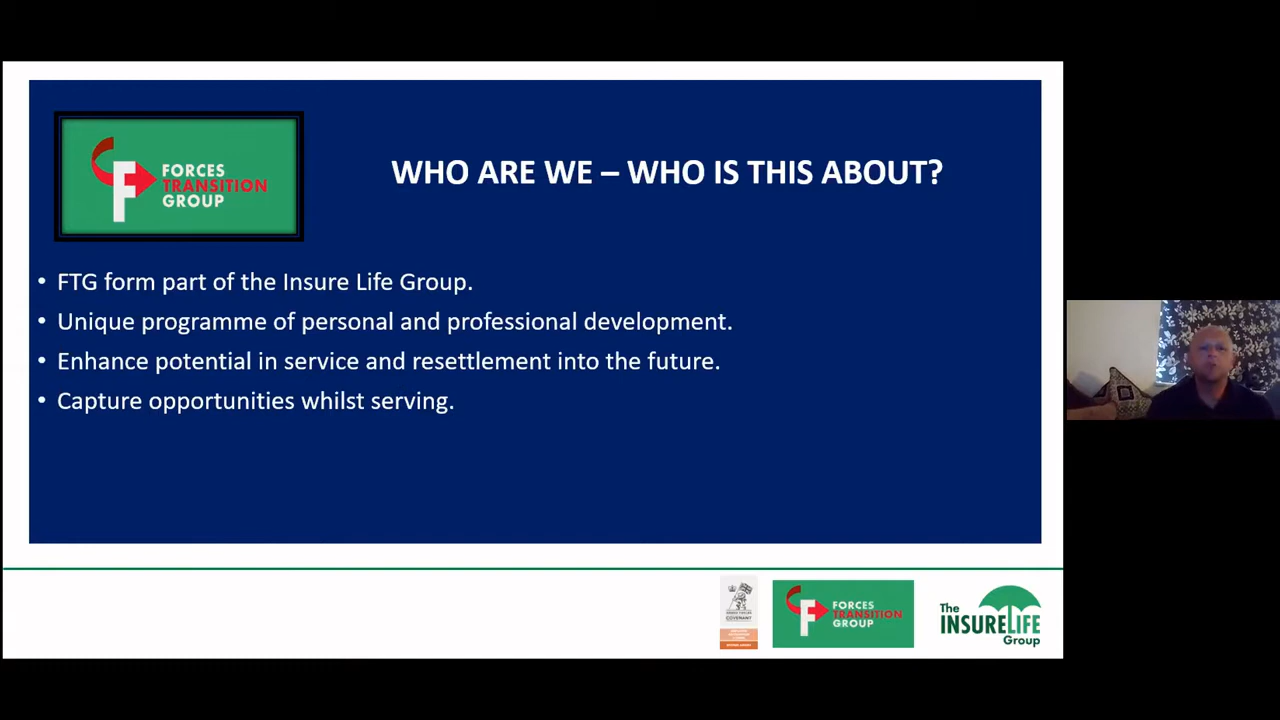 FORCES
TRANSITION
GROUP
WHO ARE WE – WHO IS THIS ABOUT?
• FTG form part of the Insure Life Group.
• Unique programme of personal and professional development.
• Enhance potential in service and resettlement into the future.
• Capture opportunities whilst serving.
COVENANT
FORCES
TRANSITION
GROUP
The
INSURELIFE
Group